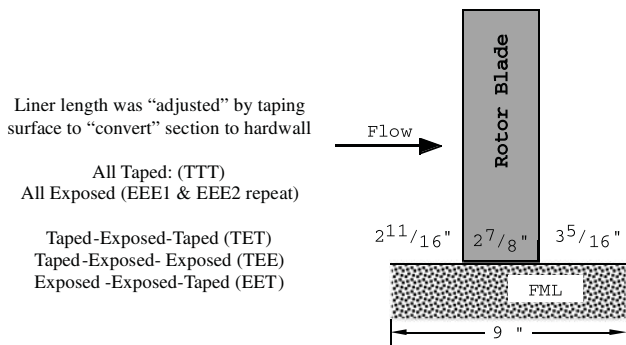 Liner length was “adjusted” by taping
surface to “convert” section to hardwall
All Taped: (TTT)
All Exposed (EEE1 & EEE2 repeat)
Taped-Exposed-Taped (TET)
Taped-Exposed- Exposed (TEE)
Exposed -Exposed-Taped (EET)
Flow
Rotor Blade
2 11/16" 2 7/8" 3 5/16"
FML
9 "